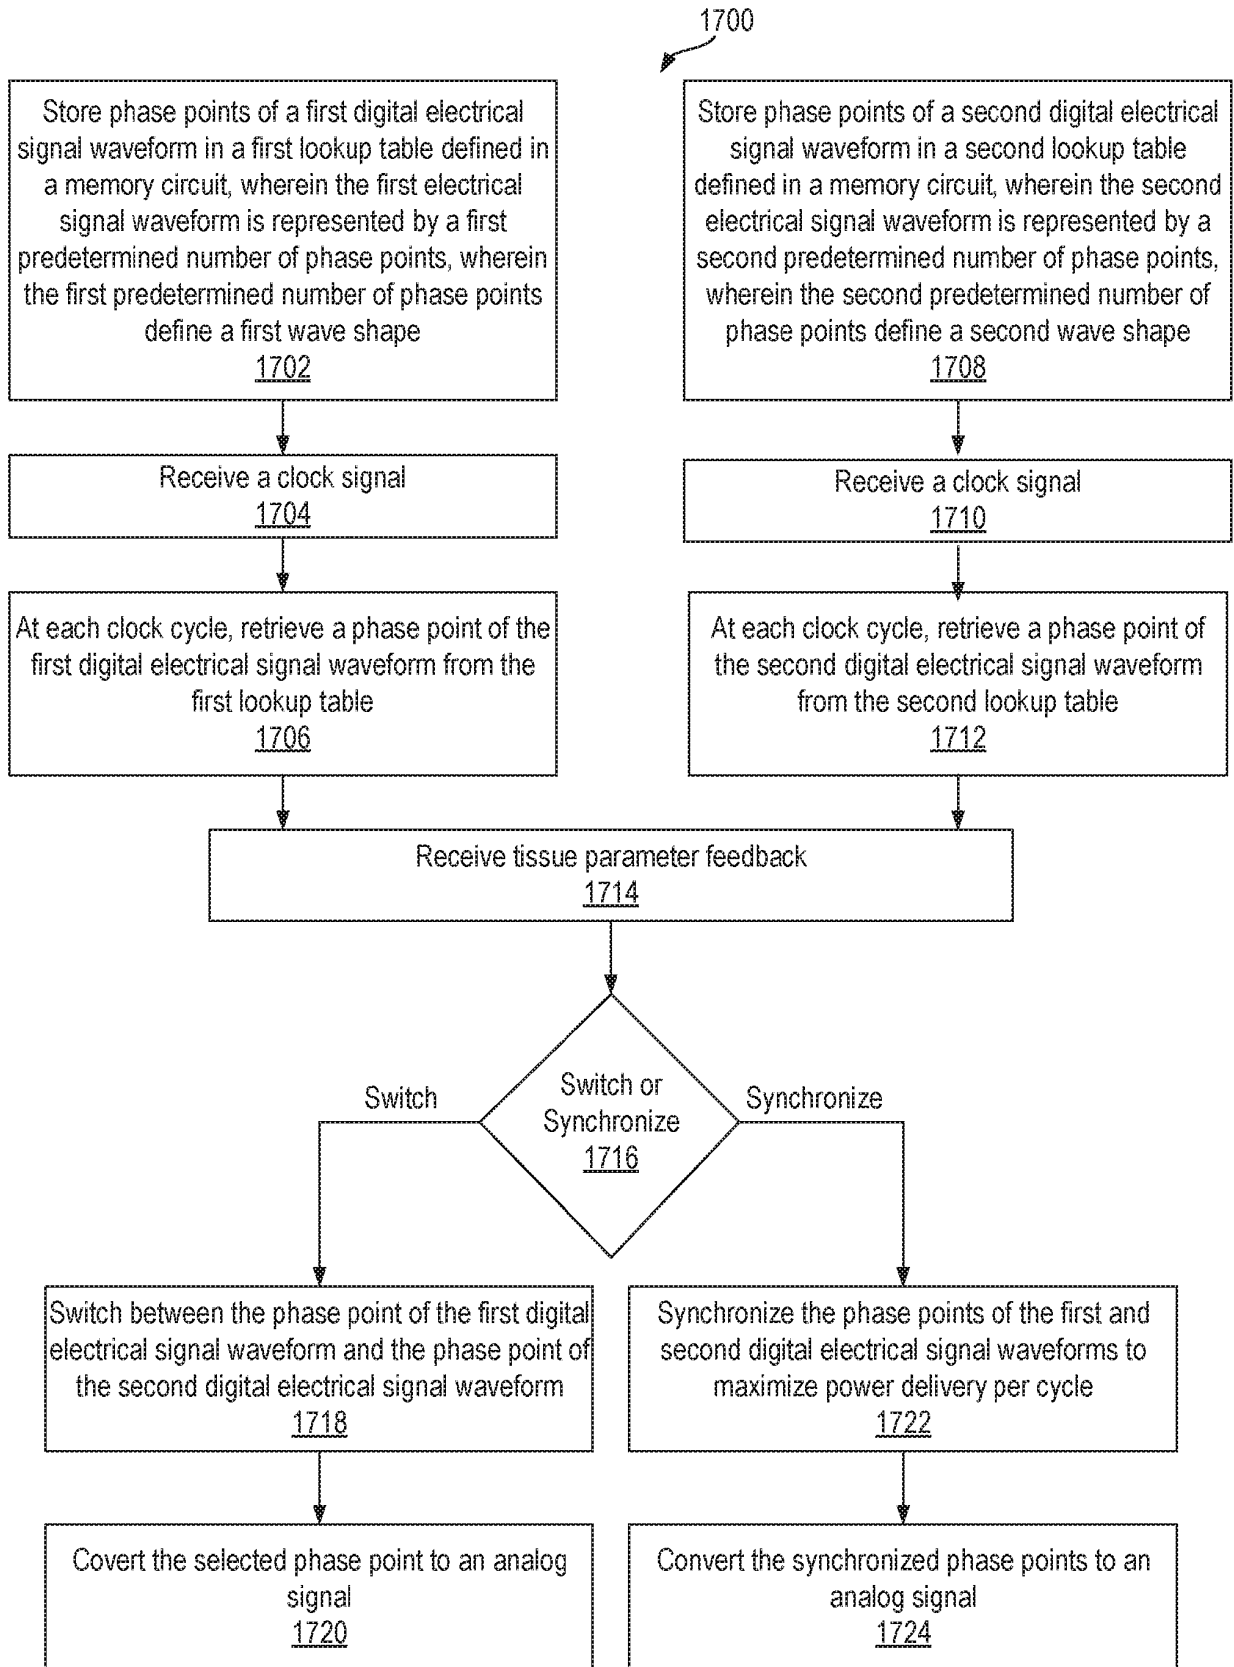 1700
Store phase points of a first digital electrical
signal waveform in a first lookup table defined in
a memory circuit, wherein the first electrical
signal waveform is represented by a first
predetermined number of phase points, wherein
the first predetermined number of phase points
define a first wave shape
1702
Store phase points of a second digital electrical
signal waveform in a second lookup table
defined in a memory circuit, wherein the second
electrical signal waveform is represented by a
second predetermined number of phase points,
wherein the second predetermined number of
phase points define a second wave shape
1708
Receive a clock signal
1704
Receive a clock signal
1710
At each clock cycle, retrieve a phase point of the
first digital electrical signal waveform from the
first lookup table
1706
At each clock cycle, retrieve a phase point of
the second digital electrical signal waveform
from the second lookup table
1712
Receive tissue parameter feedback
1714
Switch or
Synchronize
1716
Switch
Synchronize
Switch between the phase point of the first digital
electrical signal waveform and the phase point of
the second digital electrical signal waveform
1718
Synchronize the phase points of the first and
second digital electrical signal waveforms to
maximize power delivery per cycle
1722
Covert the selected phase point to an analog
signal
1720
Convert the synchronized phase points to an
analog signal
1724